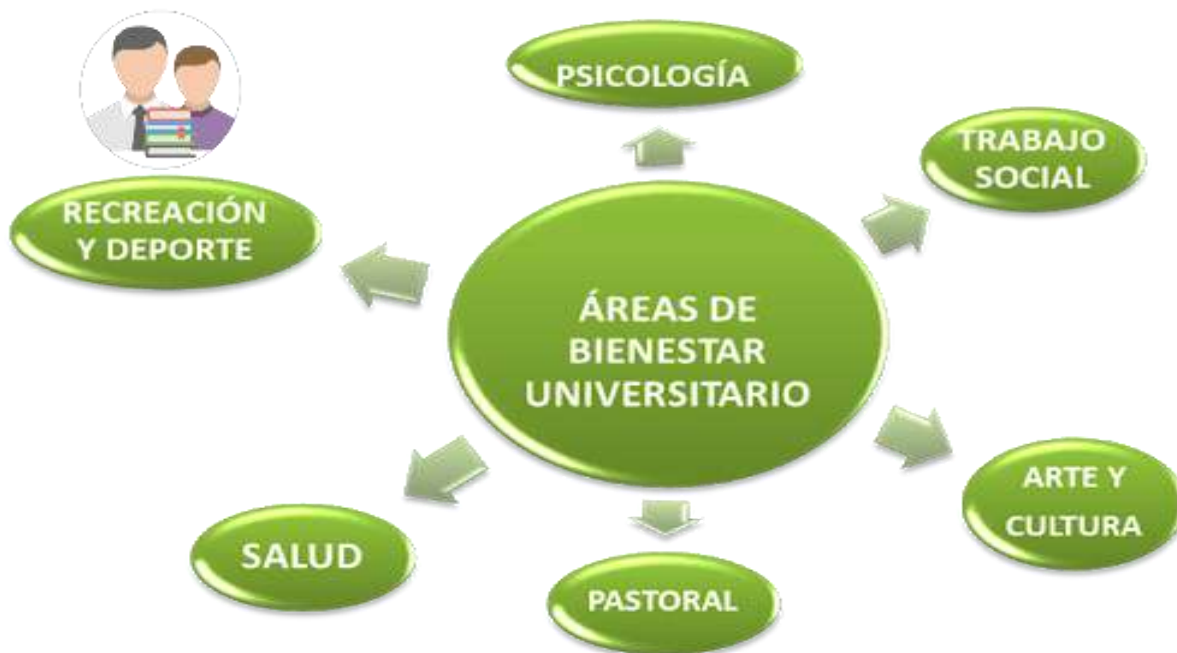 PSICOLOGÍA
TRABAJO
SOCIAL
RECREACIÓN
Y DEPORTE
ÁREAS DE
BIENESTAR
UNIVERSITARIO
ARTE Y
CULTURA
SALUD
PASTORAL